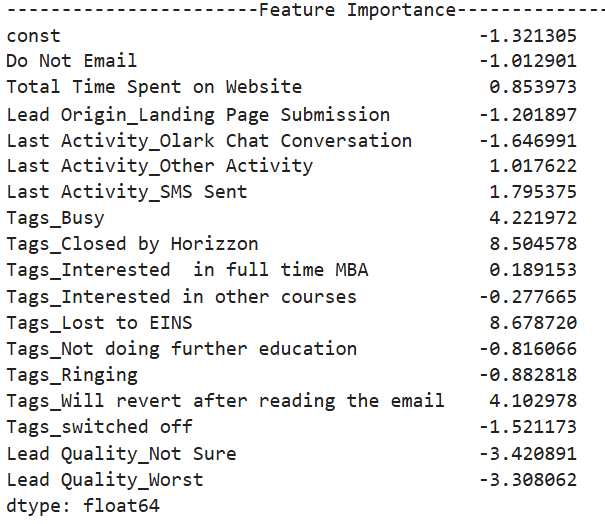 -----------------------Feature Importance--------------
const                                      -1.321305
Do Not Email                               -1.012901
Total Time Spent on Website                 0.853973
Lead Origin_Landing Page Submission        -1.201897
Last Activity_Olark Chat Conversation      -1.646991
Last Activity_Other Activity                1.017622
Last Activity_SMS Sent                      1.795375
Tags_Busy                                   4.221972
Tags_Closed by Horizzon                     8.504578
Tags_Interested  in full time MBA           0.189153
Tags_Interested in other courses           -0.277665
Tags_Lost to EINS                           8.678720
Tags_Not doing further education           -0.816066
Tags_Ringing                               -0.882818
Tags_Will revert after reading the email    4.102978
Tags_switched off                          -1.521173
Lead Quality_Not Sure                      -3.420891
Lead Quality_Worst                         -3.308062
dtype: float64